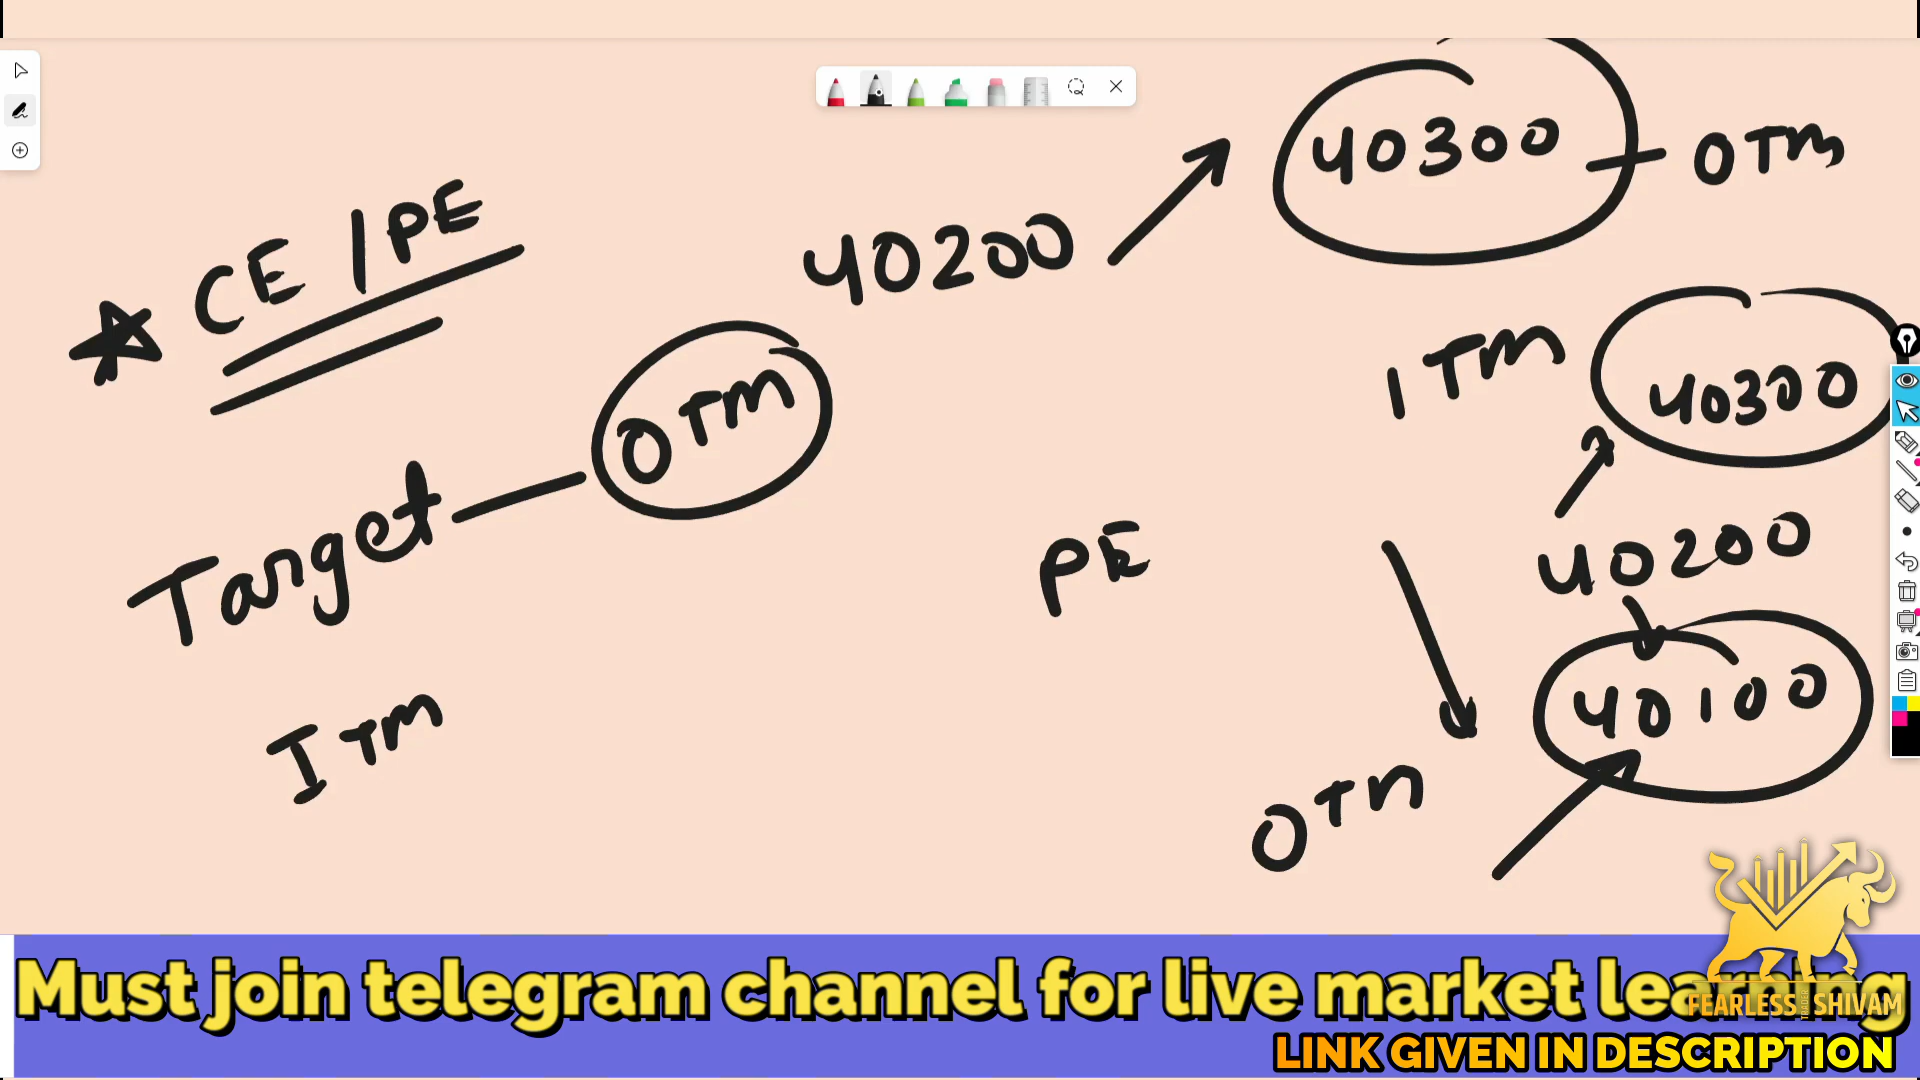 CE / PE
40200
40300
OTM
Target
OTM
ITM
ITM
40300
PE
40200
40100
OTM
Must join telegram channel for live market learning
FEARLESS TRADER SHIVAM
LINK GIVEN IN DESCRIPTION